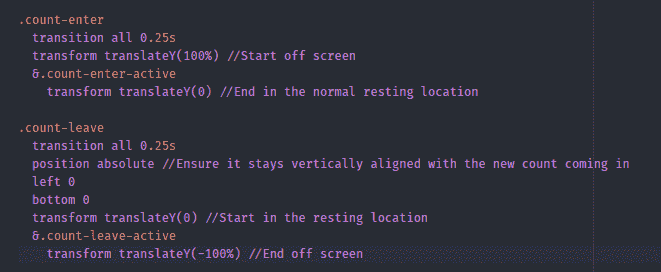 .count-enter
  transition all 0.25s
  transform translateY(100%) //Start off screen
  &.count-enter-active
    transform translateY(0) //End in the normal resting location

.count-leave
  transition all 0.25s
  position absolute //Ensure it stays vertically aligned with the new count coming in
  left 0
  bottom 0
  transform translateY(0) //Start in the resting location
  &.count-leave-active
    transform translateY(-100%) //End off screen